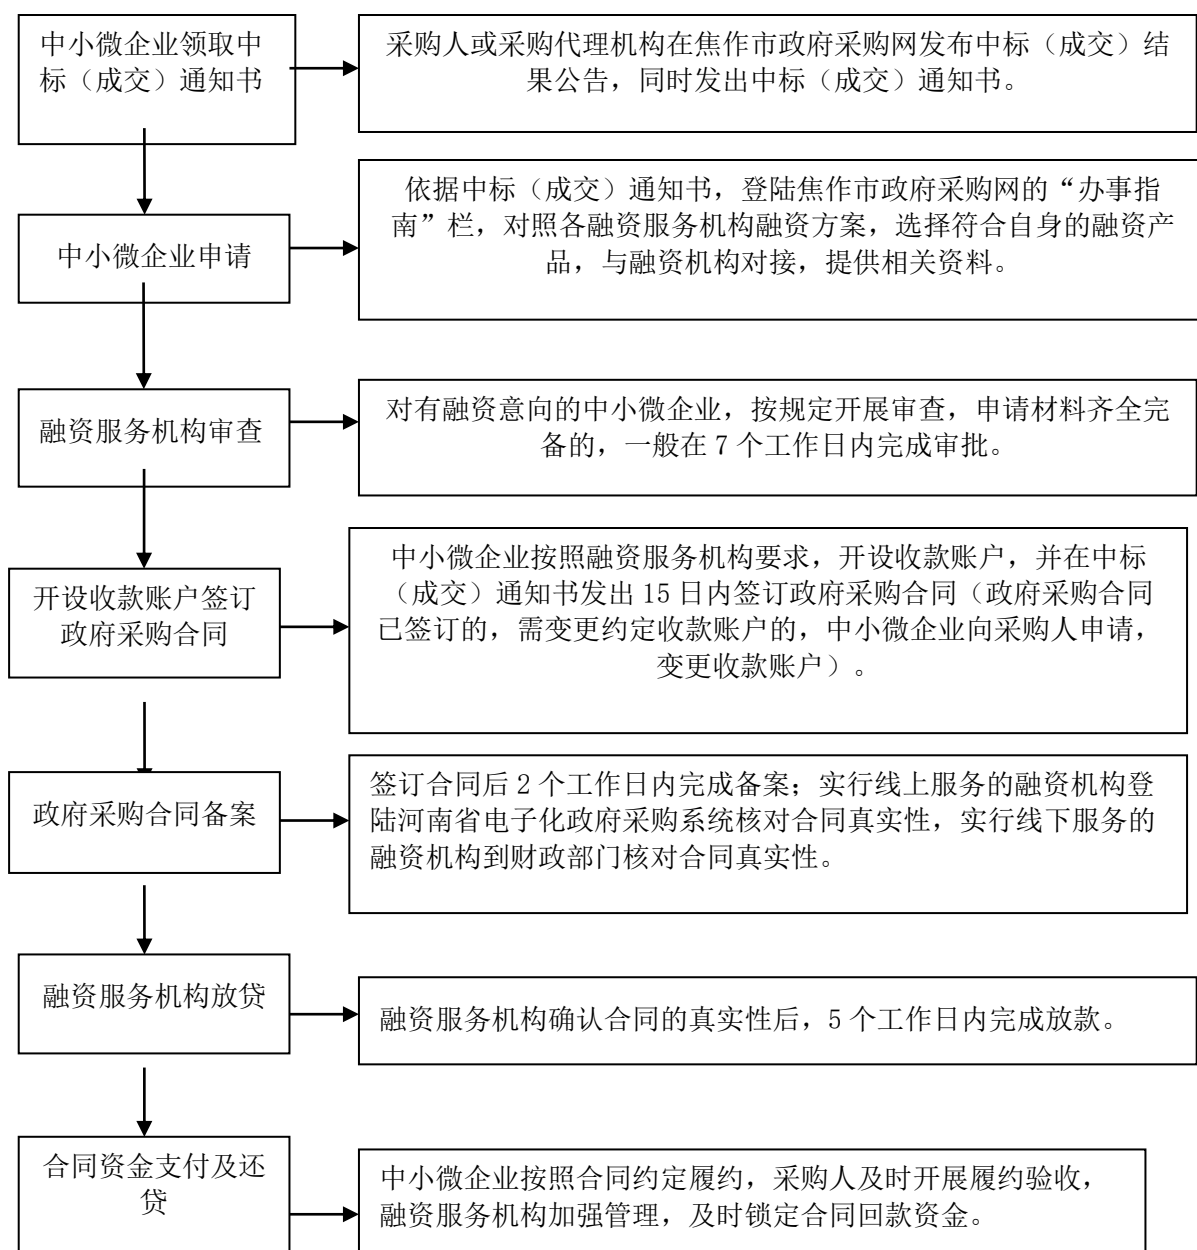 中小微企业领取中
标（成交）通知书
采购人或采购代理机构在焦作市政府采购网发布中标（成交）结
果公告，同时发出中标（成交）通知书。
中小微企业申请
依据中标（成交）通知书，登陆焦作市政府采购网的“办事指
南”栏，对照各融资服务机构融资方案，选择符合自身的融资产
品，与融资机构对接，提供相关资料。
融资服务机构审查
对有融资意向的中小微企业，按规定开展审查，申请材料齐全完
备的，一般在 7 个工作日内完成审批。
开设收款账户签订
政府采购合同
中小微企业按照融资服务机构要求，开设收款账户，并在中标
（成交）通知书发出 15 日内签订政府采购合同（政府采购合同
已签订的，需变更约定收款账户的，中小微企业向采购人申请，
变更收款账户）。
政府采购合同备案
签订合同后 2 个工作日内完成备案；实行线上服务的融资机构登
陆河南省电子化政府采购系统核对合同真实性，实行线下服务的
融资机构到财政部门核对合同真实性。
融资服务机构放贷
融资服务机构确认合同的真实性后，5 个工作日内完成放款。
合同资金支付及还
贷
中小微企业按照合同约定履约，采购人及时开展履约验收，
融资服务机构加强管理，及时锁定合同回款资金。